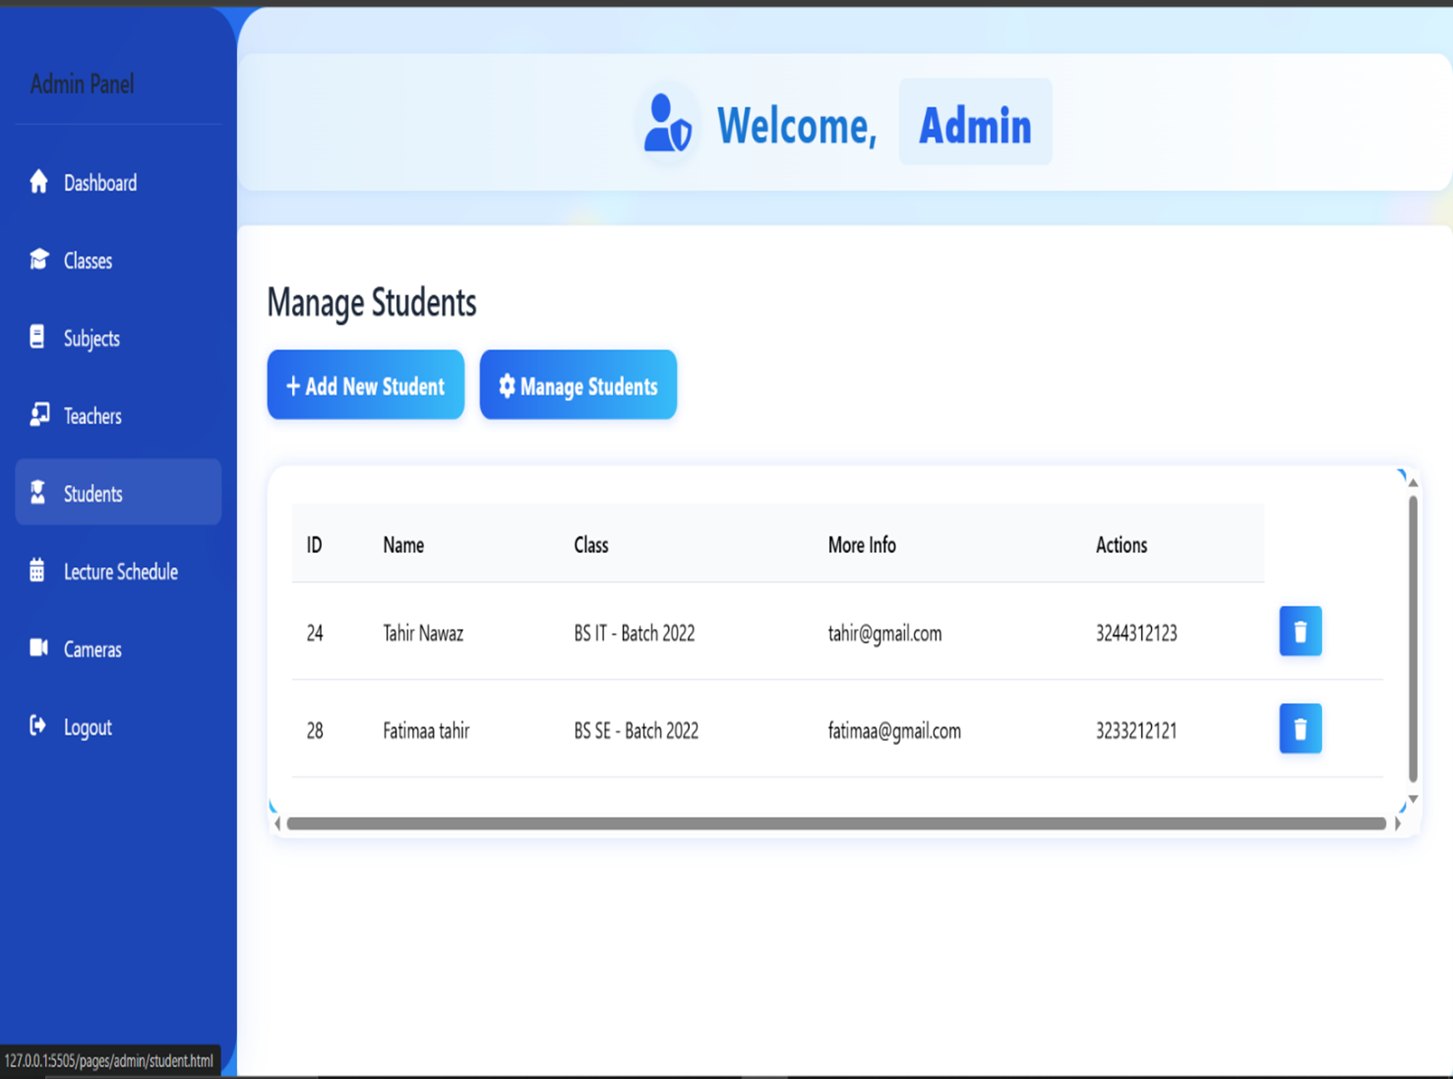 Admin Panel
Dashboard
Classes
Subjects
Teachers
Students
Lecture Schedule
Cameras
Logout
Welcome, Admin
Manage Students
+ Add New Student Manage Students
ID Name Class More Info Actions
24 Tahir Nawaz BS IT - Batch 2022 tahir@gmail.com 3244312123
28 Fatimaa tahir BS SE - Batch 2022 fatimaa@gmail.com 3233212121
127.0.0.1:5505/pages/admin/student.html